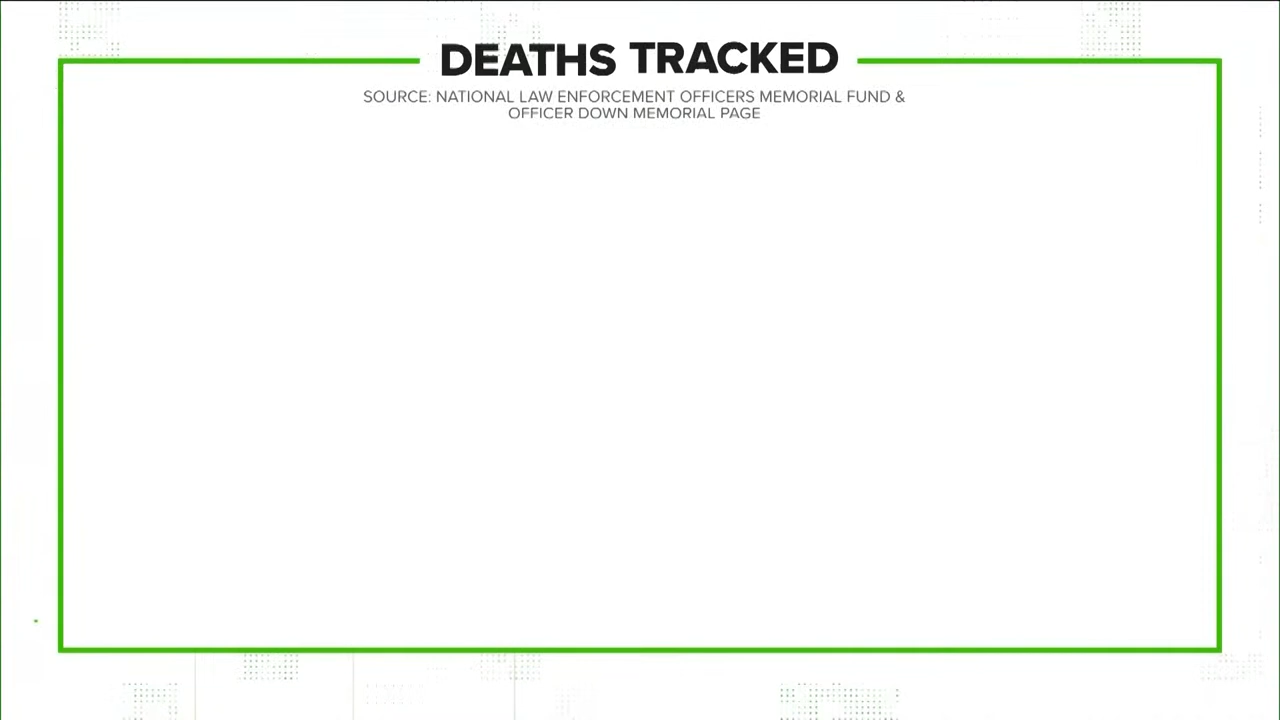 DEATHS TRACKED
SOURCE: NATIONAL LAW ENFORCEMENT OFFICERS MEMORIAL FUND &
OFFICER DOWN MEMORIAL PAGE